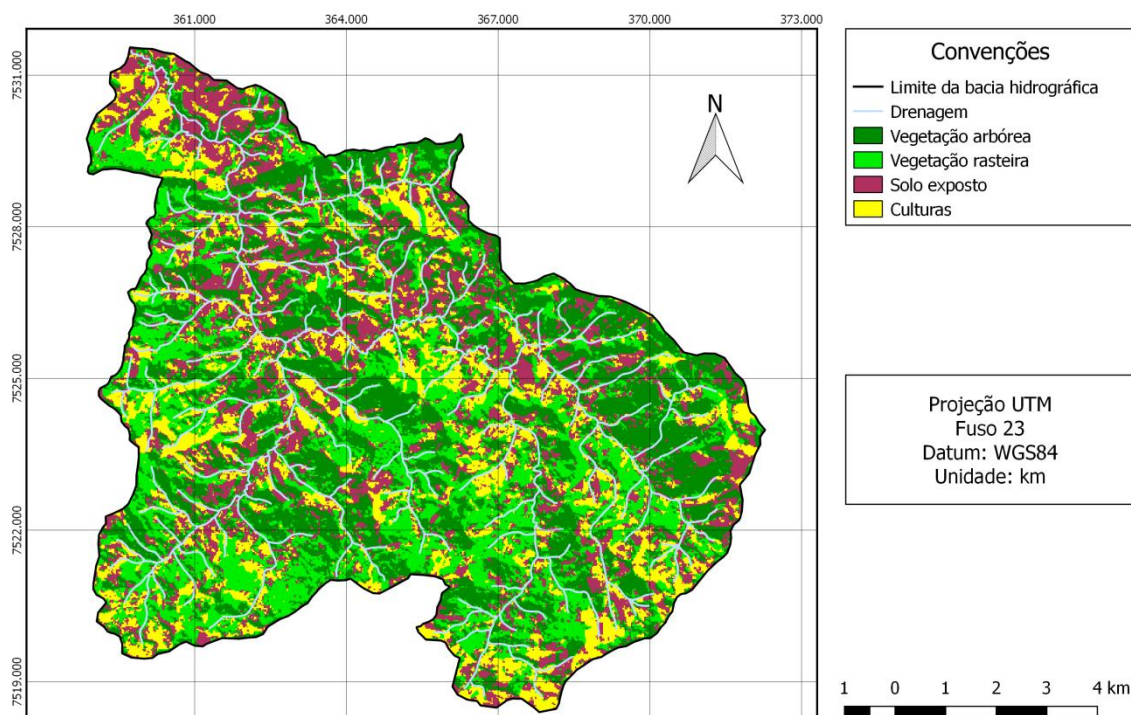 361.000 364.000 367.000 370.000 373.000
7531.000
7528.000
7525.000
7522.000
7519.000
N
Convenções
Limite da bacia hidrográfica
Drenagem
Vegetação arbórea
Vegetação rasteira
Solo exposto
Culturas
Projeção UTM
Fuso 23
Datum: WGS84
Unidade: km
1 0 1 2 3 4 km